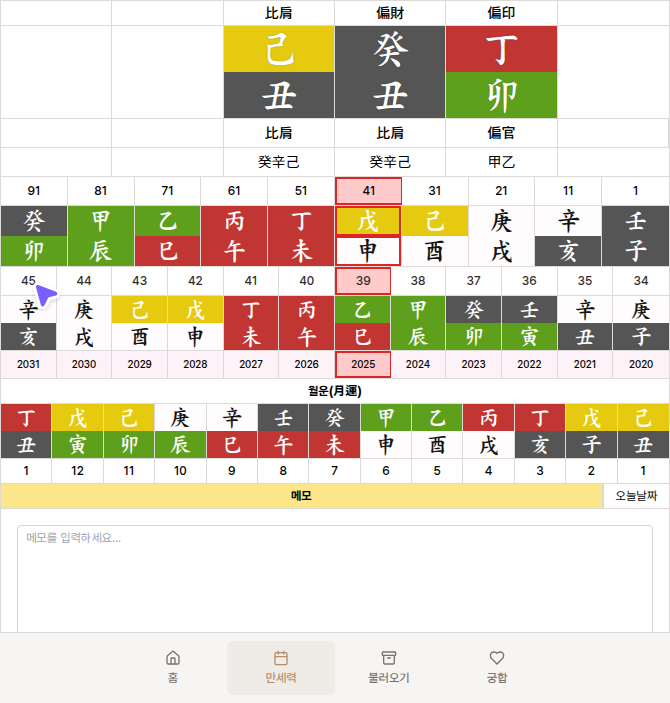 比肩 偏財 偏印
己 癸 丁
丑 丑 卯
比肩 比肩 偏官
癸辛己 癸辛己 甲乙
91 81 71 61 51 41 31 21 11 1
癸 甲 乙 丙 丁 戊 己 庚 辛 壬
卯 辰 巳 午 未 申 酉 戌 亥 子
45 44 43 42 41 40 39 38 37 36 35 34
辛 庚 己 戊 丁 丙 乙 甲 癸 壬 辛 庚
亥 戌 酉 申 未 午 巳 辰 卯 寅 丑 子
2031 2030 2029 2028 2027 2026 2025 2024 2023 2022 2021 2020
월운(月運)
丁 戊 己 庚 辛 壬 癸 甲 乙 丙 丁 戊 己
丑 寅 卯 辰 巳 午 未 申 酉 戌 亥 子 丑
1 12 11 10 9 8 7 6 5 4 3 2 1
메모 오늘날짜
메모를 입력하세요...
홈 만세력 불러오기 궁합